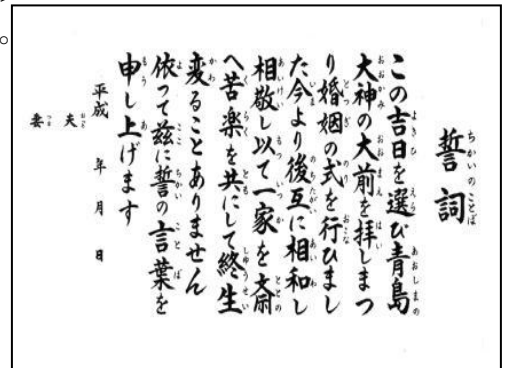 誓詞
この吉日を選び青島
大神の大前を拝しまつ
り婚姻の式を行ひまし
た今より後互に相和し
相敬し以て一家を斎
へ苦楽を共にして終生
変ることありません
依って茲に誓の言葉を
申し上げます
平成 年 月 日
夫
妻